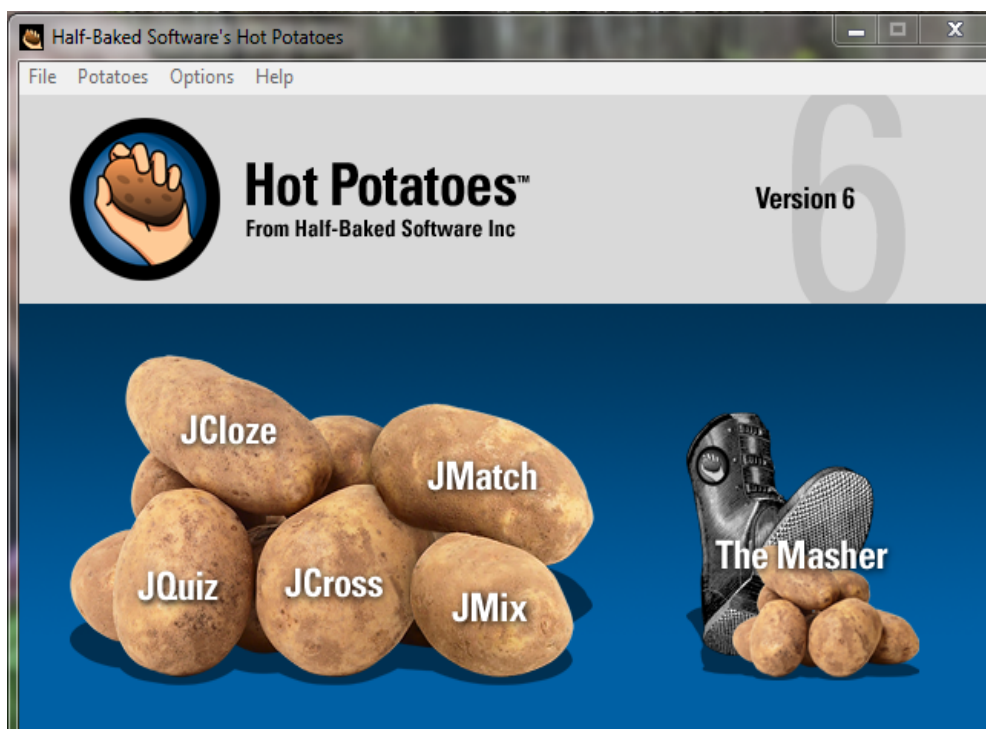 Half-Baked Software's Hot Potatoes
File Potatoes Options Help
Hot Potatoes™
From Half-Baked Software Inc
Version 6
6
JCloze
JMatch
JQuiz
JCross
JMix
The Masher